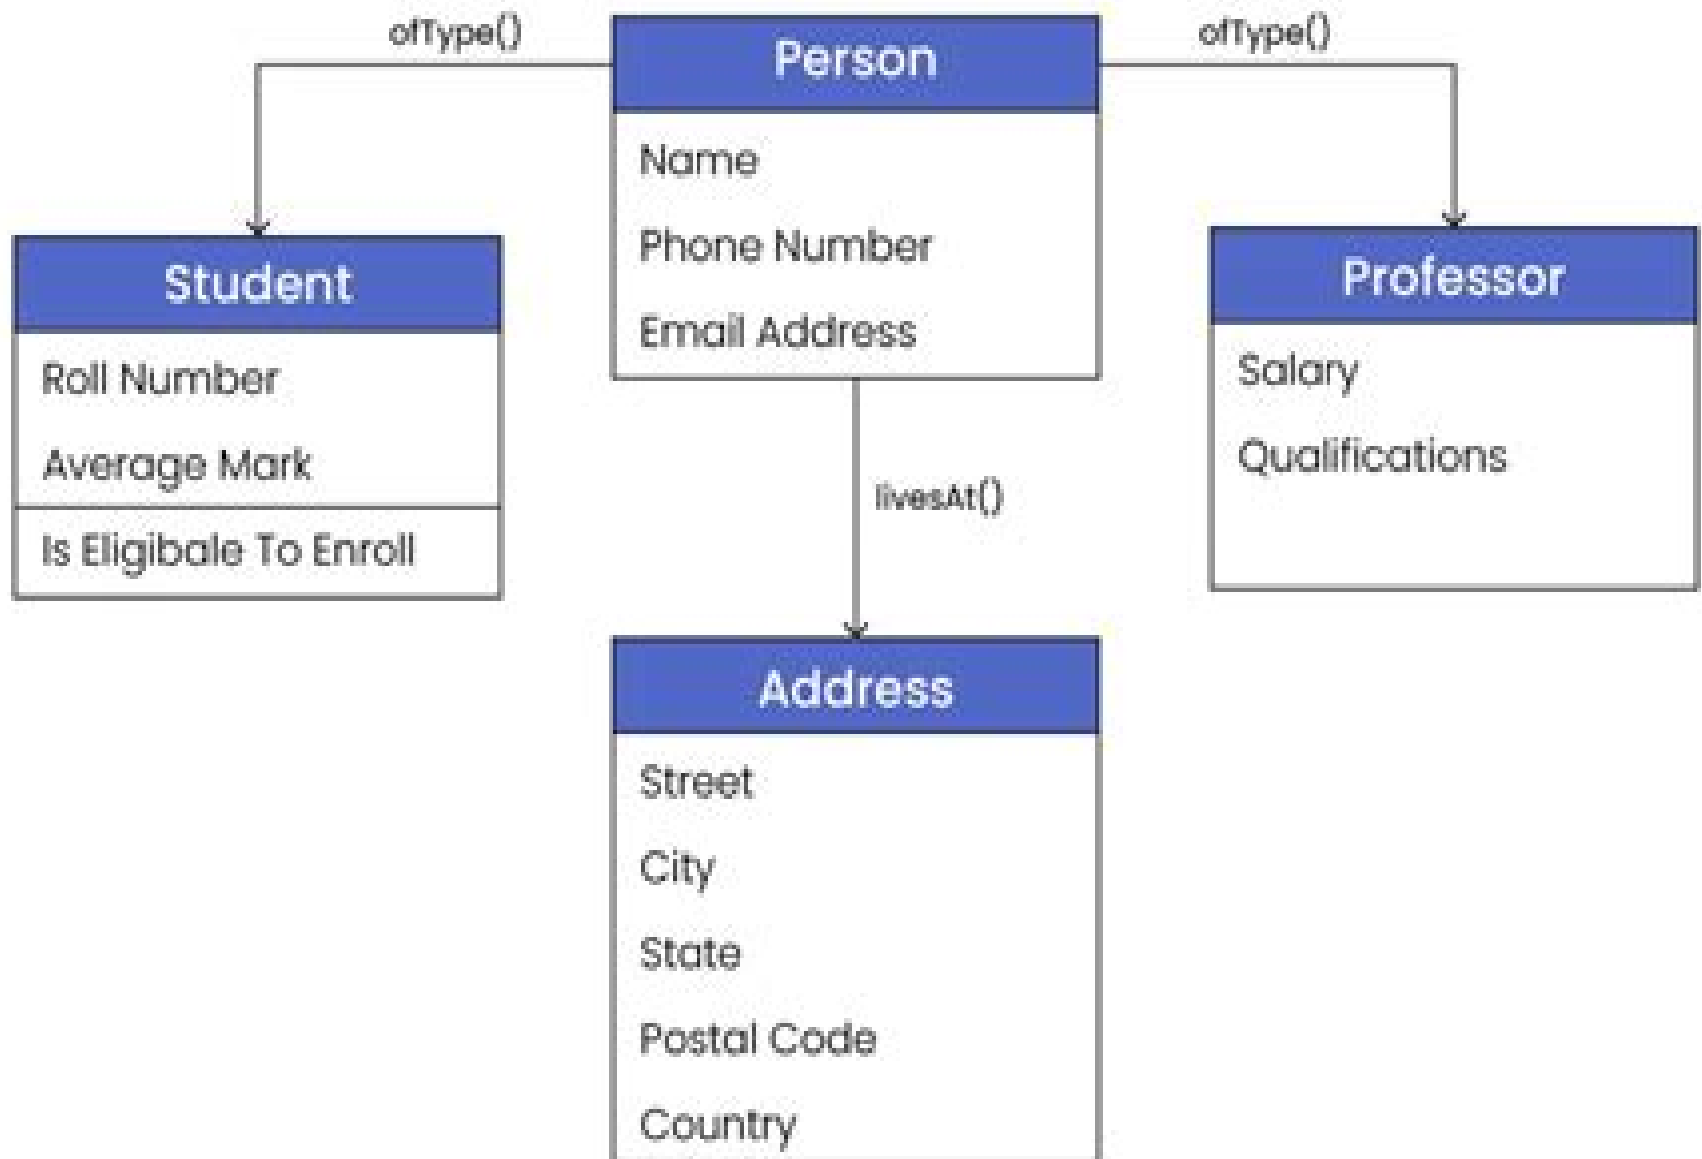 ofType()
Person
ofType()
Name
Phone Number
Email Address
Student
Roll Number
Average Mark
Is Eligibale To Enroll
Professor
Salary
Qualifications
livesAt()
Address
Street
City
State
Postal Code
Country